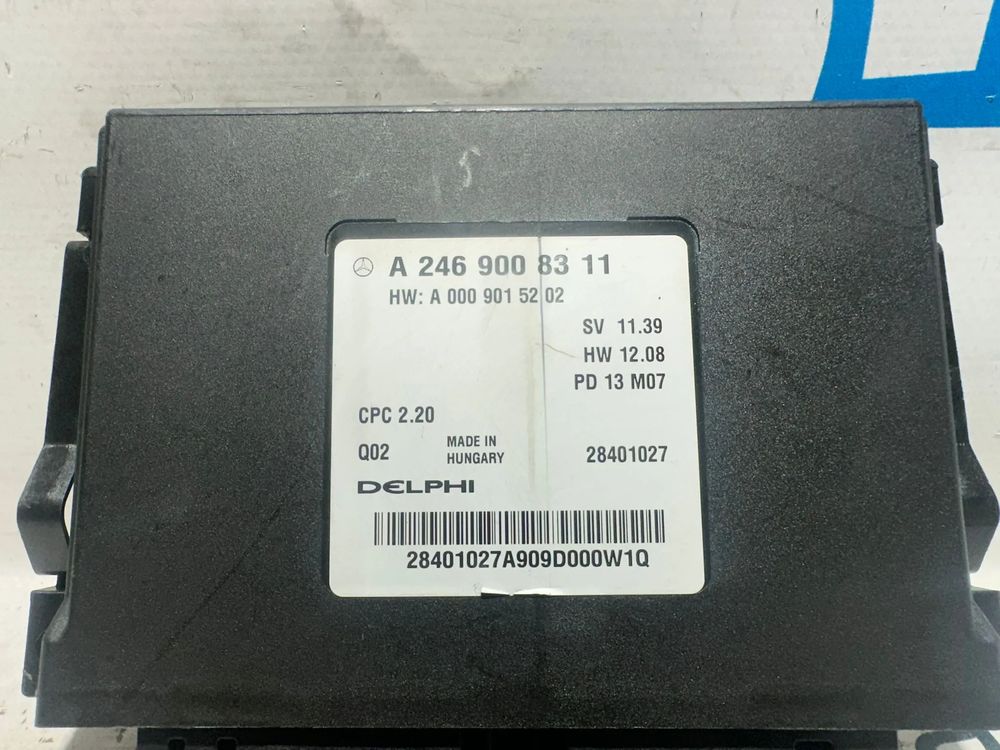 A 246 900 83 11
HW: A 000 901 52 02
SV 11.39
HW 12.08
PD 13 M07
CPC 2.20
Q02
MADE IN
HUNGARY
28401027
DELPHI
28401027A909D000W1Q